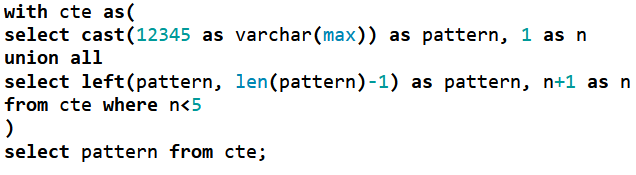 with cte as(
select cast(12345 as varchar(max)) as pattern, 1 as n
union all
select left(pattern, len(pattern)-1) as pattern, n+1 as n
from cte where n<5
)
select pattern from cte;